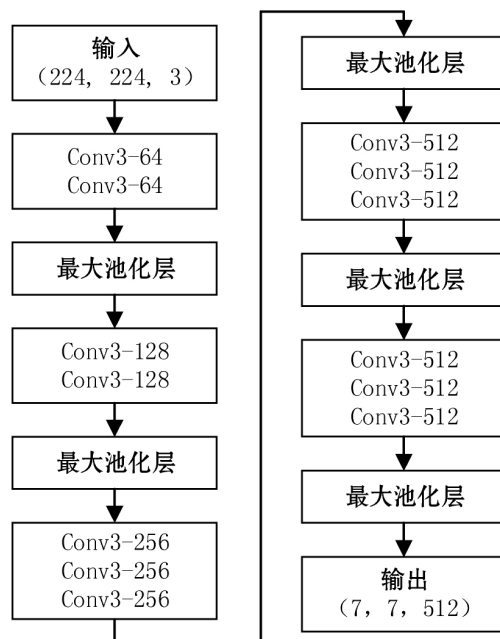 输入
(224, 224, 3)
Conv3-64
Conv3-64
最大池化层
Conv3-128
Conv3-128
最大池化层
Conv3-256
Conv3-256
Conv3-256
最大池化层
Conv3-512
Conv3-512
Conv3-512
最大池化层
Conv3-512
Conv3-512
Conv3-512
最大池化层
输出
(7, 7, 512)